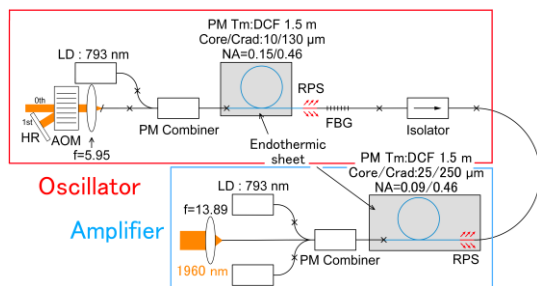 PM Tm:DCF 1.5 m
Core/Crad:10/130 µm
NA=0.15/0.46
LD : 793 nm
RPS
0th
1st
HR
AOM
f=5.95
PM Combiner
FBG
Isolator
Endothermic
sheet
Oscillator
PM Tm:DCF 1.5 m
Core/Crad:25/250 µm
NA=0.09/0.46
LD : 793 nm
f=13.89
Amplifier
PM Combiner
RPS
1960 nm